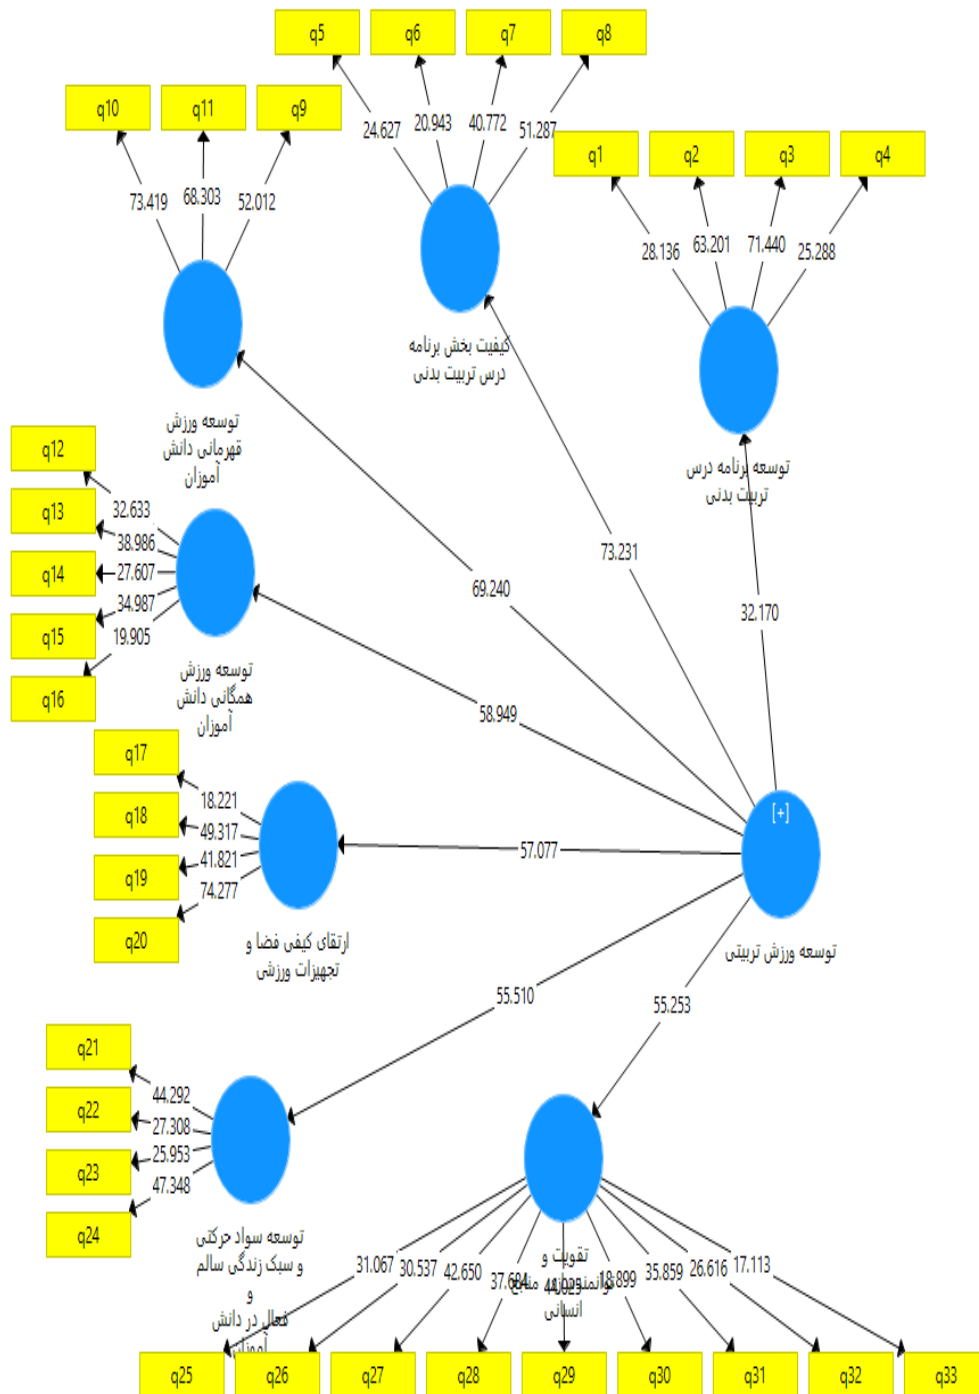 q5
q6
q7
q8
24.627
20.943
40.772
51.287
q10
q11
q9
73.419
68.303
52.012
q1
q2
q3
q4
28.136
63.201
71.440
25.288
کیفیت بخش برنامه
درس تربیت بدنی
توسعه ورزش
قهرمانی دانش
آموزان
توسعه برنامه درس
تربیت بدنی
q12
q13
q14
q15
q16
32.633
38.986
27.607
34.987
19.905
توسعه ورزش
همگانی دانش
آموزان
73.231
69.240
32.170
58.949
57.077
55.510
55.253
q17
q18
q19
q20
18.221
49.317
41.821
74.277
ارتقای کیفی فضا و
تجهیزات ورزشی
[+]
توسعه ورزش تربیتی
q21
q22
q23
q24
44.292
27.308
25.953
47.348
توسعه سواد حرکتی
و سبک زندگی سالم
و
فعال در دانش
آموزان
تقویت و
منابع
انسانی
31.067
30.537
42.650
18.899
35.859
26.616
17.113
q25
q26
q27
q28
q29
q30
q31
q32
q33